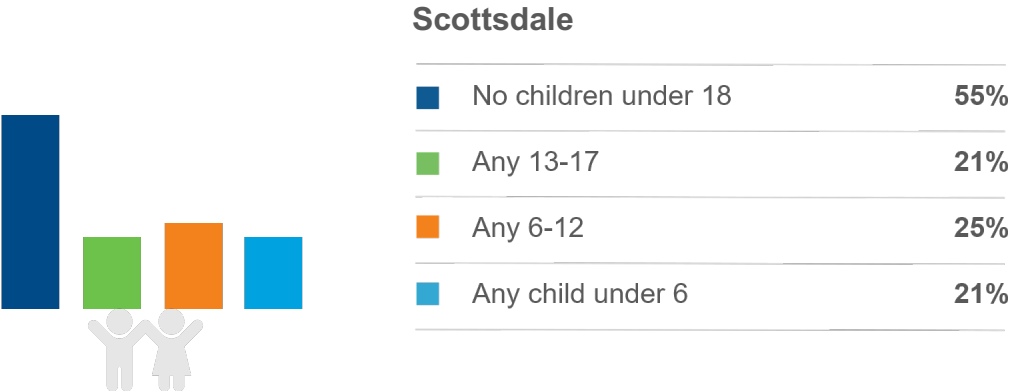 Scottsdale
No children under 18 55%
Any 13-17 21%
Any 6-12 25%
Any child under 6 21%